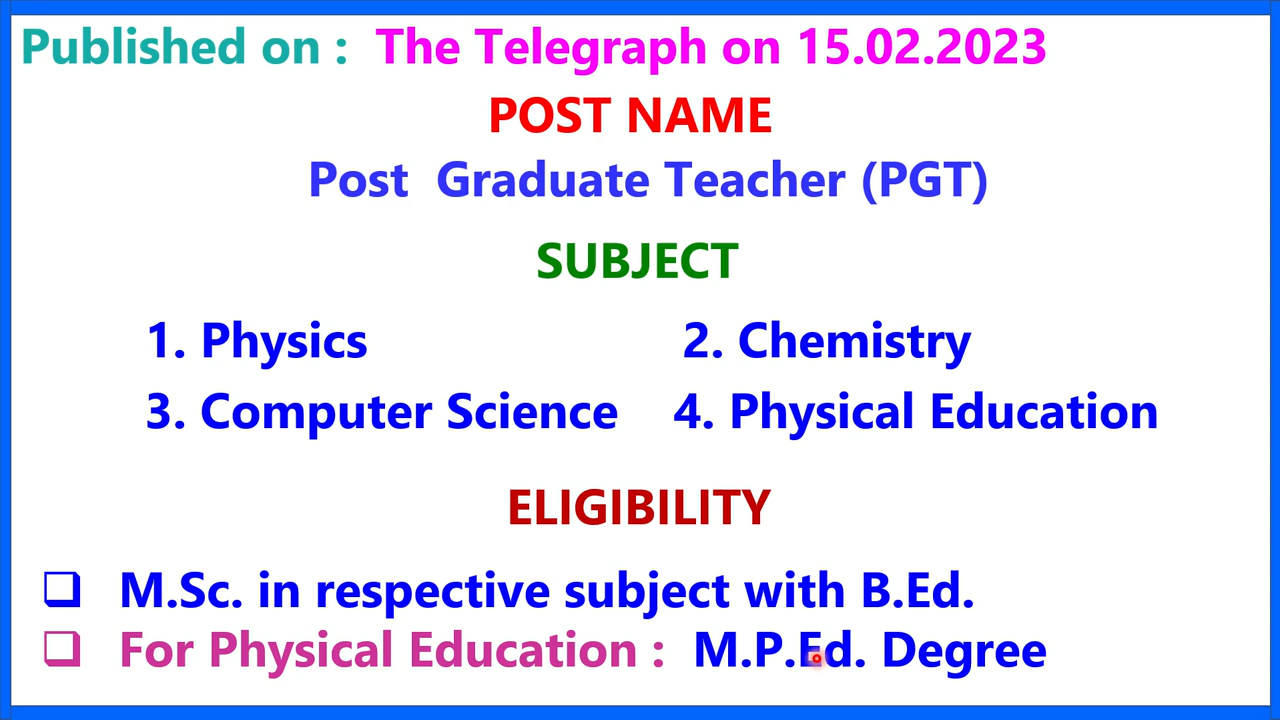 Published on : The Telegraph on 15.02.2023
POST NAME
Post Graduate Teacher (PGT)
SUBJECT
1. Physics 2. Chemistry
3. Computer Science 4. Physical Education
ELIGIBILITY
❑ M.Sc. in respective subject with B.Ed.
❑ For Physical Education : M.P.Ed. Degree